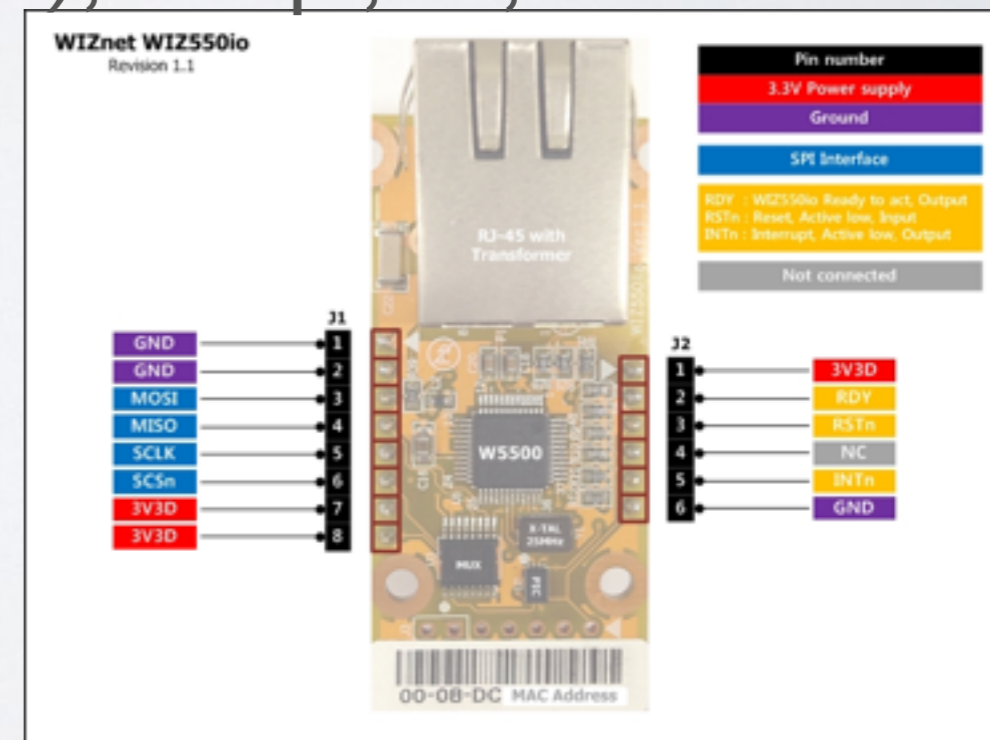 WIZnet WIZ550io
Revision 1.1
Pin number
3.3V Power supply
Ground
SPI Interface
RDY : WIZ550io Ready to act, Output
RSTn : Reset, Active low, Input
INTn : Interrupt, Active low, Output
Not connected
RJ-45 with
Transformer
J1
GND 1
GND 2
MOSI 3
MISO 4
SCLK 5
SCSn 6
3V3D 7
3V3D 8
J2
1 3V3D
2 RDY
3 RSTn
4 NC
5 INTn
6 GND
W5500
X-TAL
25MHz
MUX
PIC
00-08-DC MAC Address